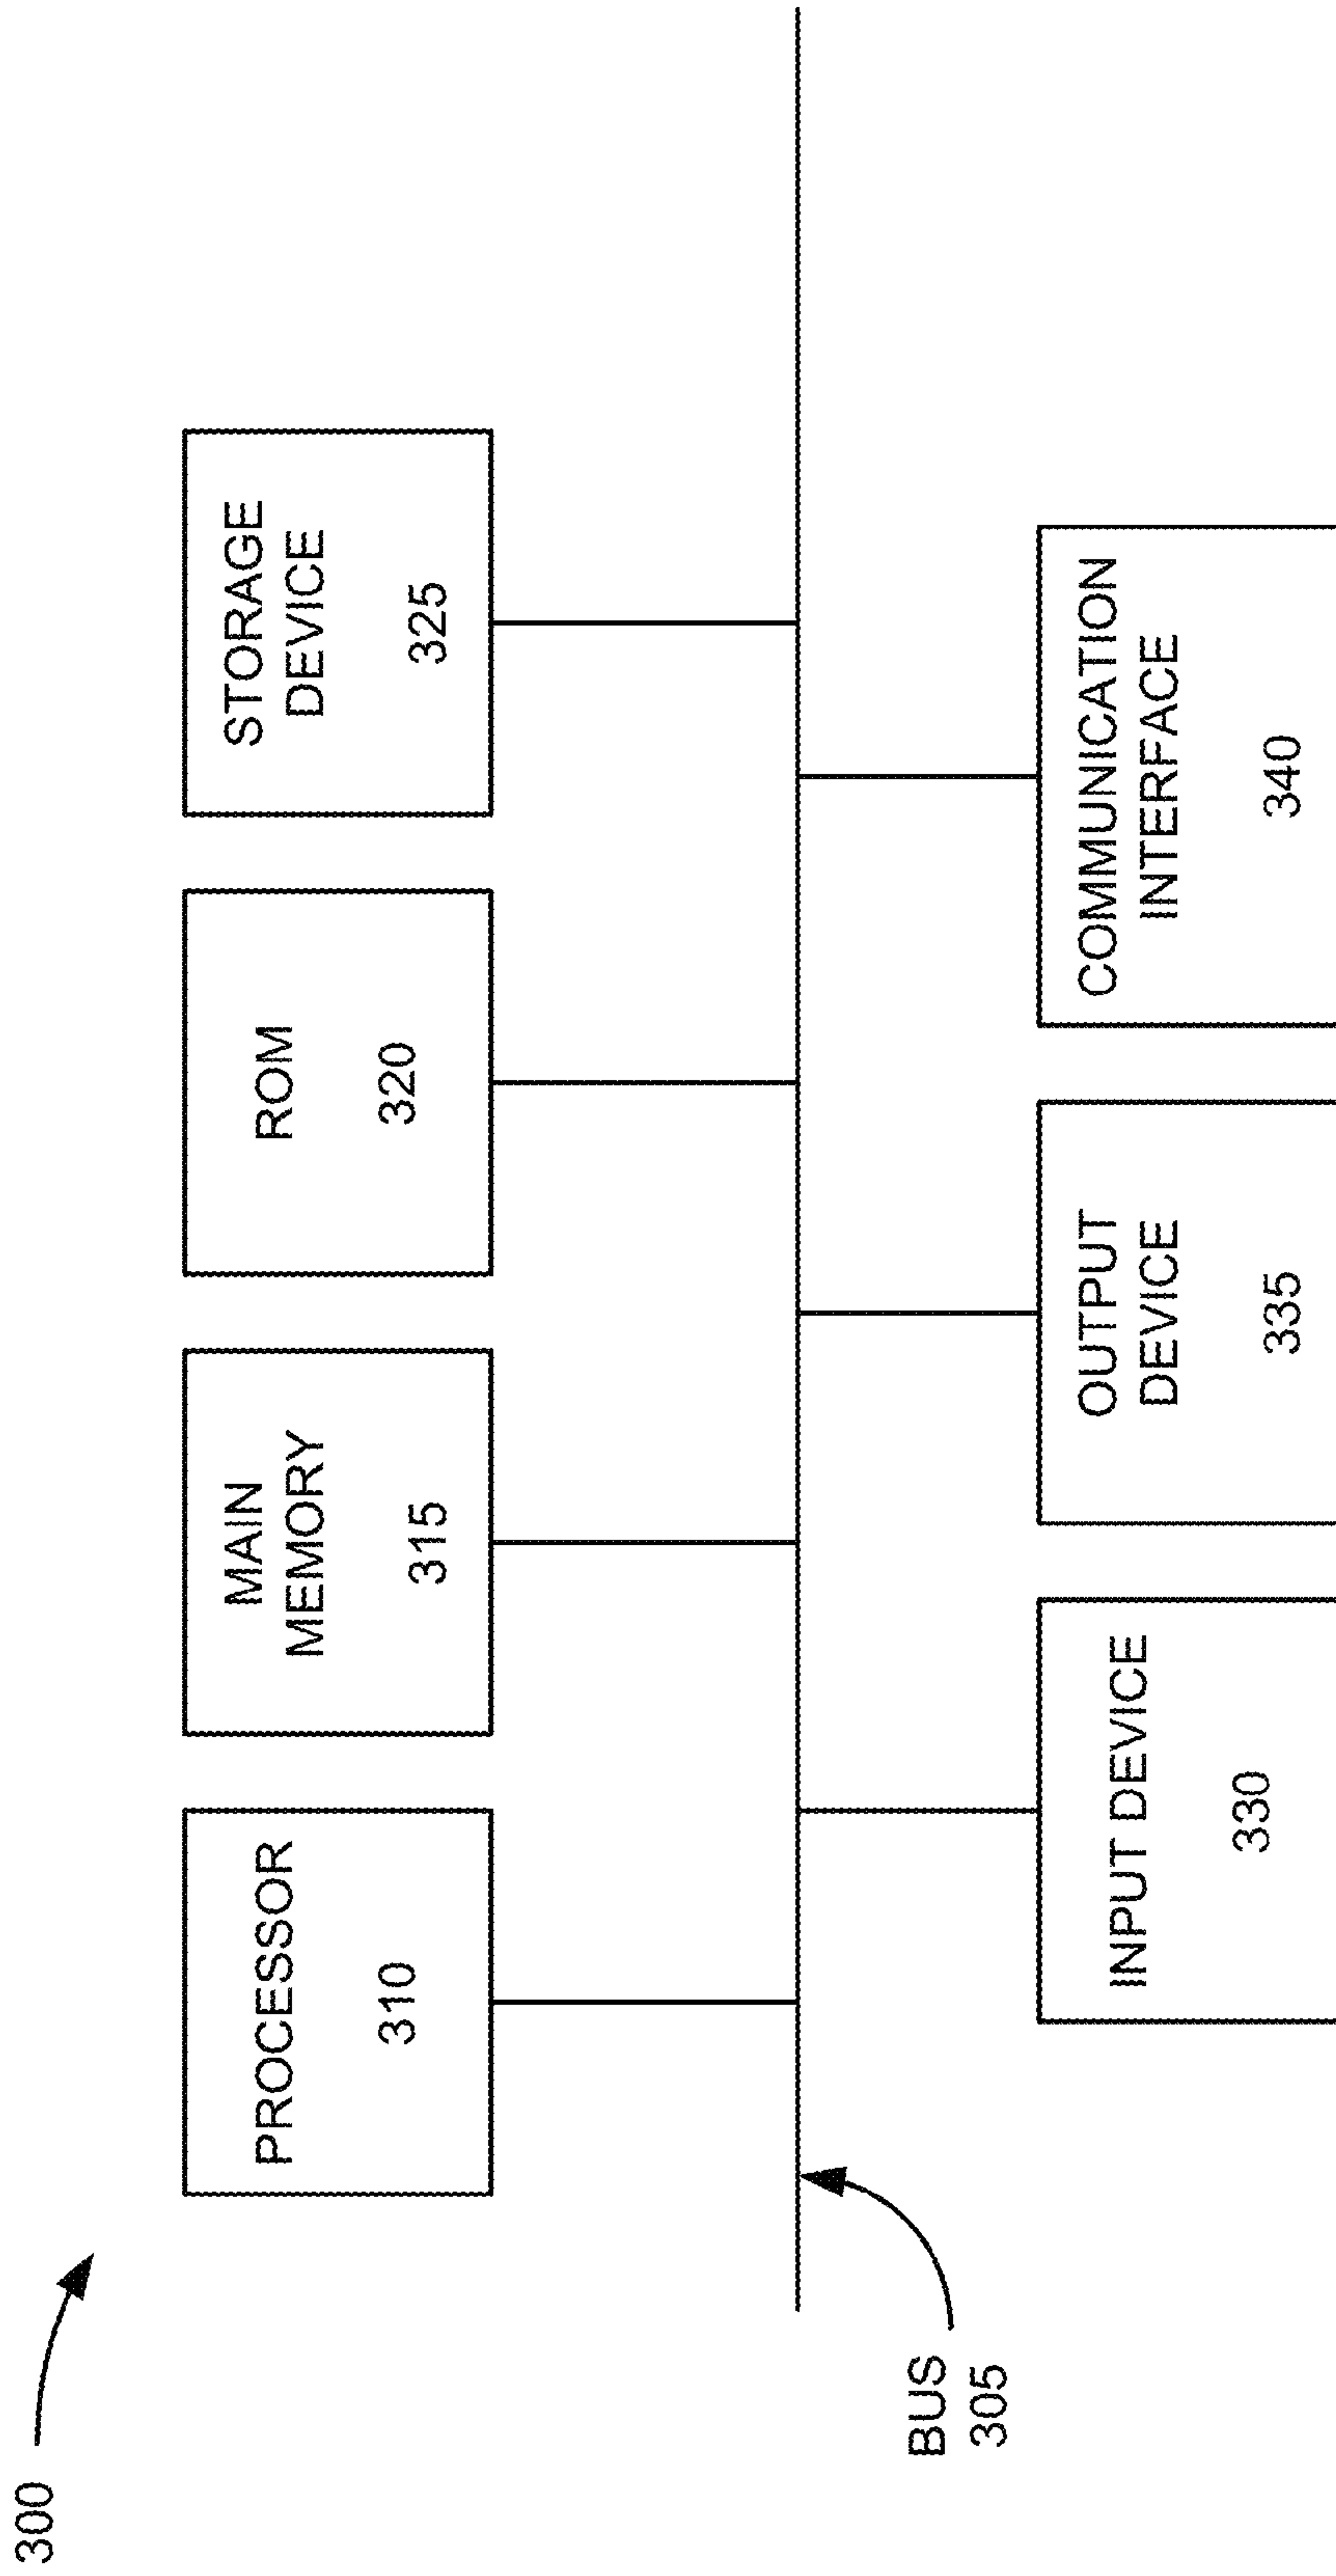 300
PROCESSOR
310
MAIN
MEMORY
315
ROM
320
STORAGE
DEVICE
325
BUS
305
INPUT DEVICE
330
OUTPUT
DEVICE
335
COMMUNICATION
INTERFACE
340